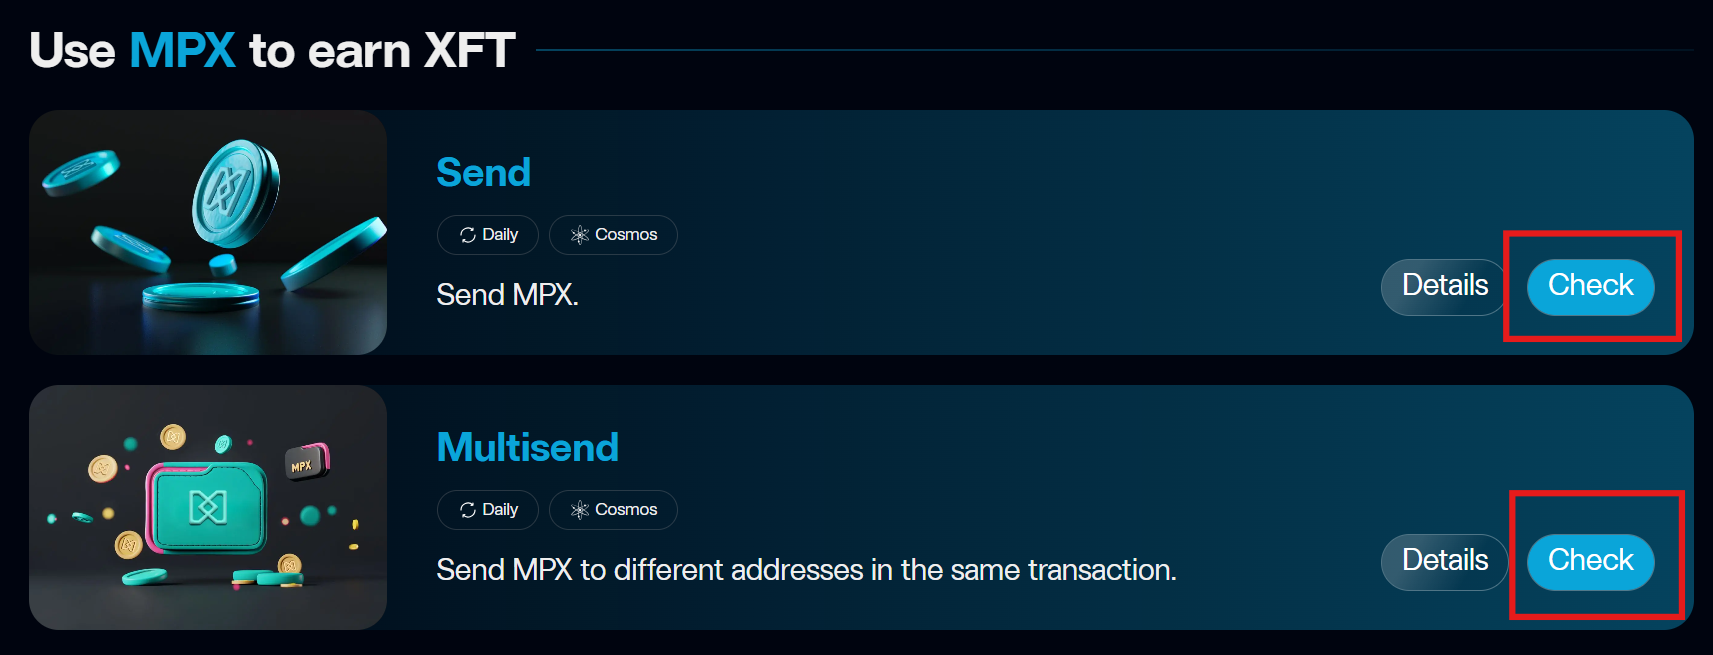 Use MPX to earn XFT
Send
Daily
Cosmos
Send MPX.
Details
Check
MPX
Multisend
Daily
Cosmos
Send MPX to different addresses in the same transaction.
Details
Check